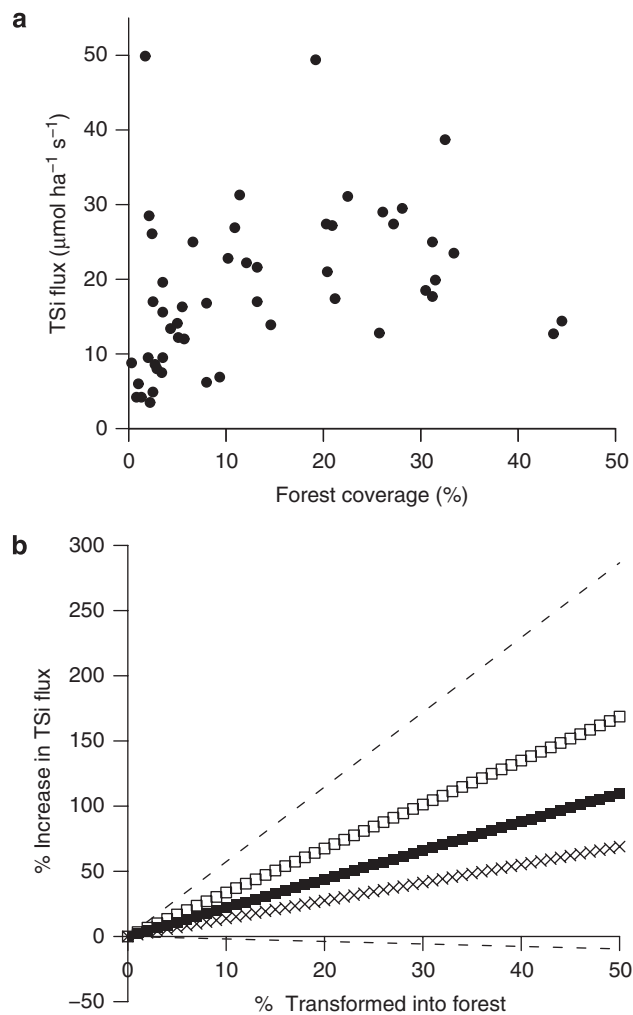 a
50
40
30
20
10
0
TSi flux (μmol ha⁻¹ s⁻¹)
0 10 20 30 40 50
Forest coverage (%)
b
300
250
200
150
100
50
0
−50
% Increase in TSi flux
0 10 20 30 40 50
% Transformed into forest